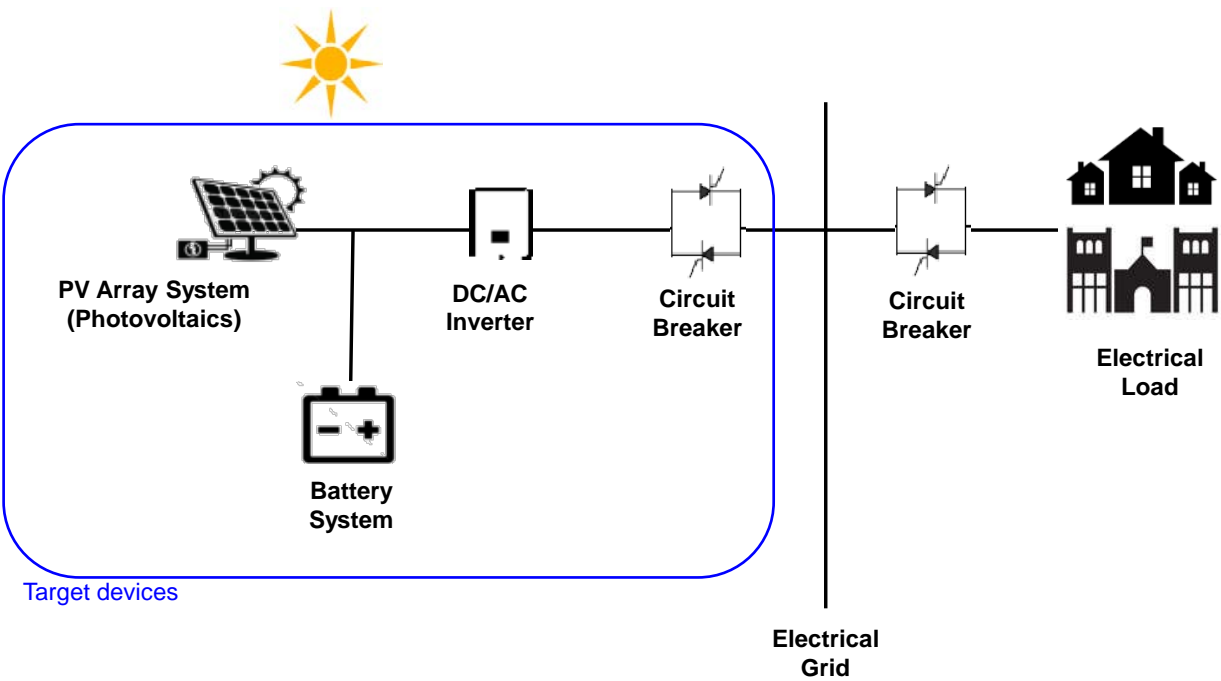 PV Array System
(Photovoltaics)
DC/AC
Inverter
Circuit
Breaker
Circuit
Breaker
Electrical
Load
Battery
System
Target devices
Electrical
Grid